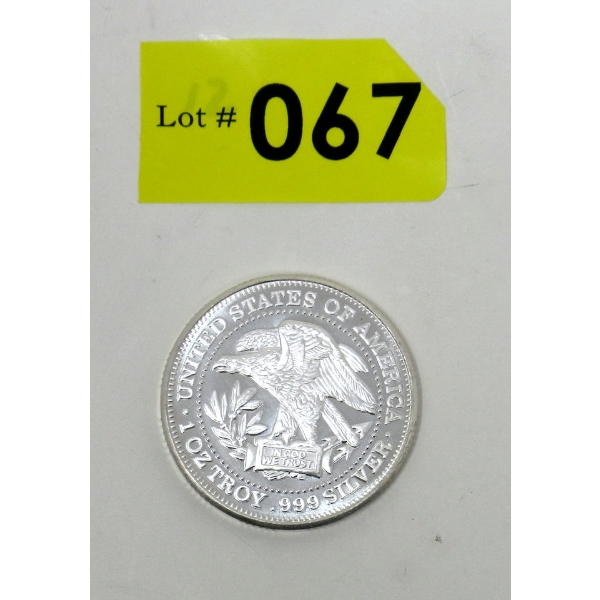 Lot # 067
UNITED STATES OF AMERICA
IN GOD
WE TRUST
· 1 OZ TROY .999 SILVER ·